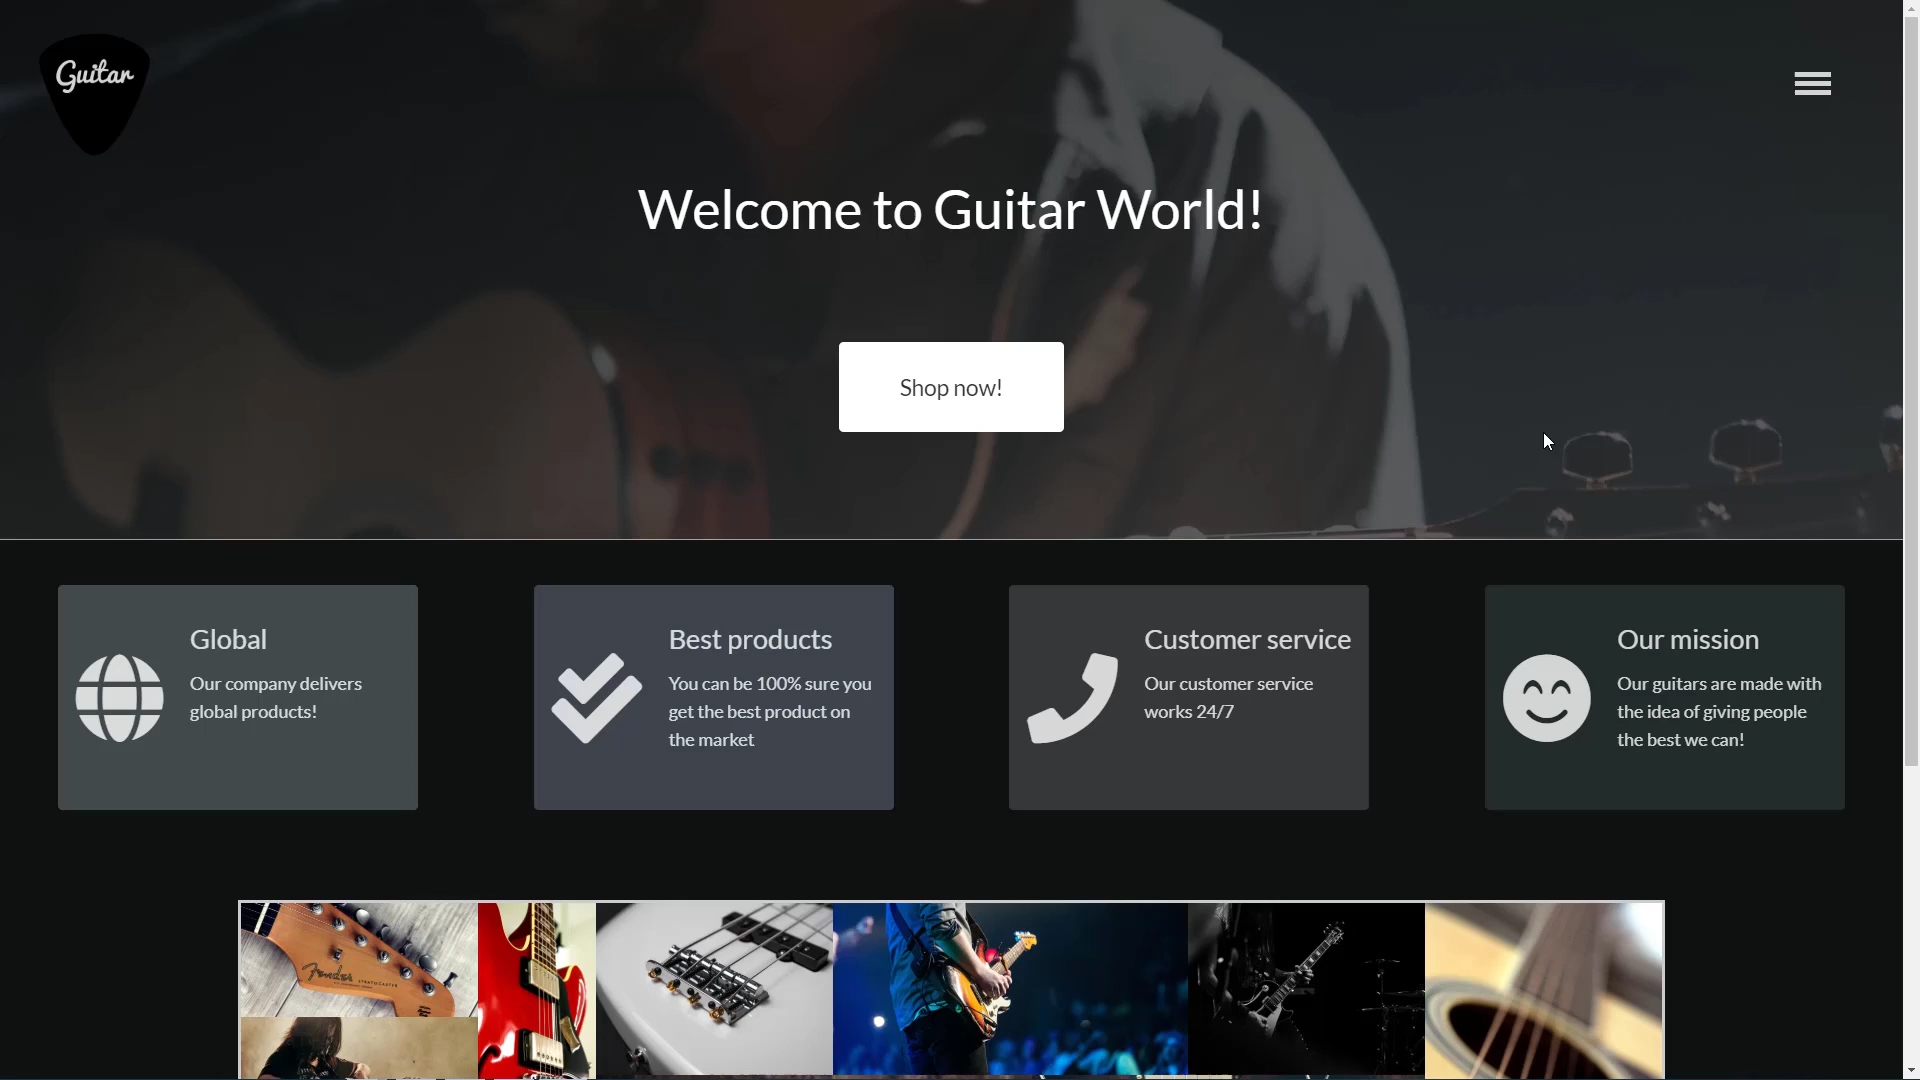 Guitar
Welcome to Guitar World!
Shop now!
Global
Our company delivers
global products!
Best products
You can be 100% sure you
get the best product on
the market
Customer service
Our customer service
works 24/7
Our mission
Our guitars are made with
the idea of giving people
the best we can!
Fender
STRATOCASTER